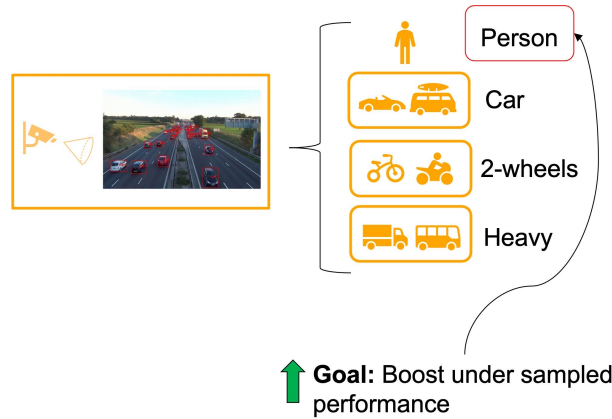 Person
Car
2-wheels
Heavy
Goal: Boost under sampled
performance